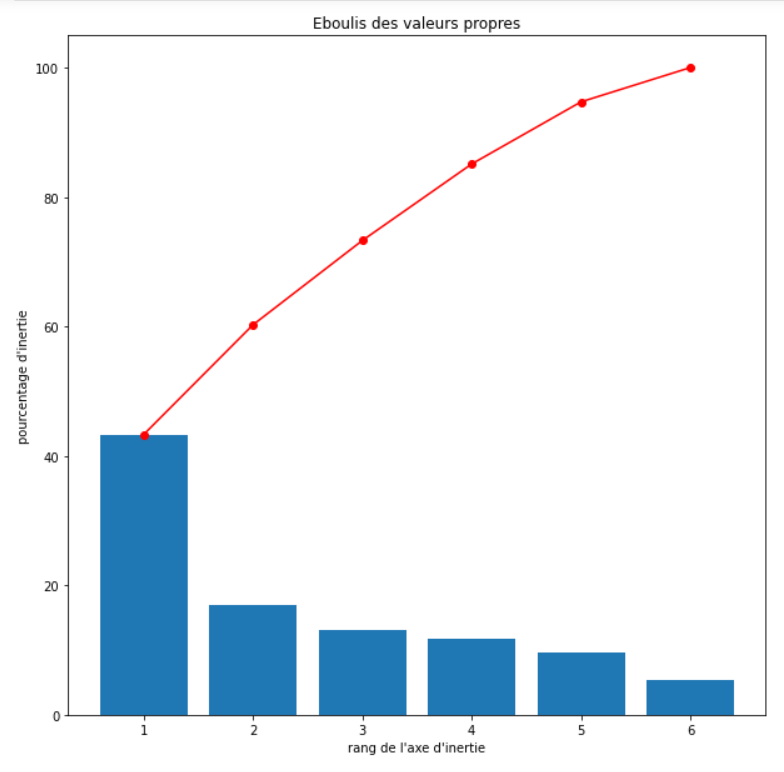 Eboulis des valeurs propres
100
80
60
40
20
0
pourcentage d'inertie
1 2 3 4 5 6
rang de l'axe d'inertie